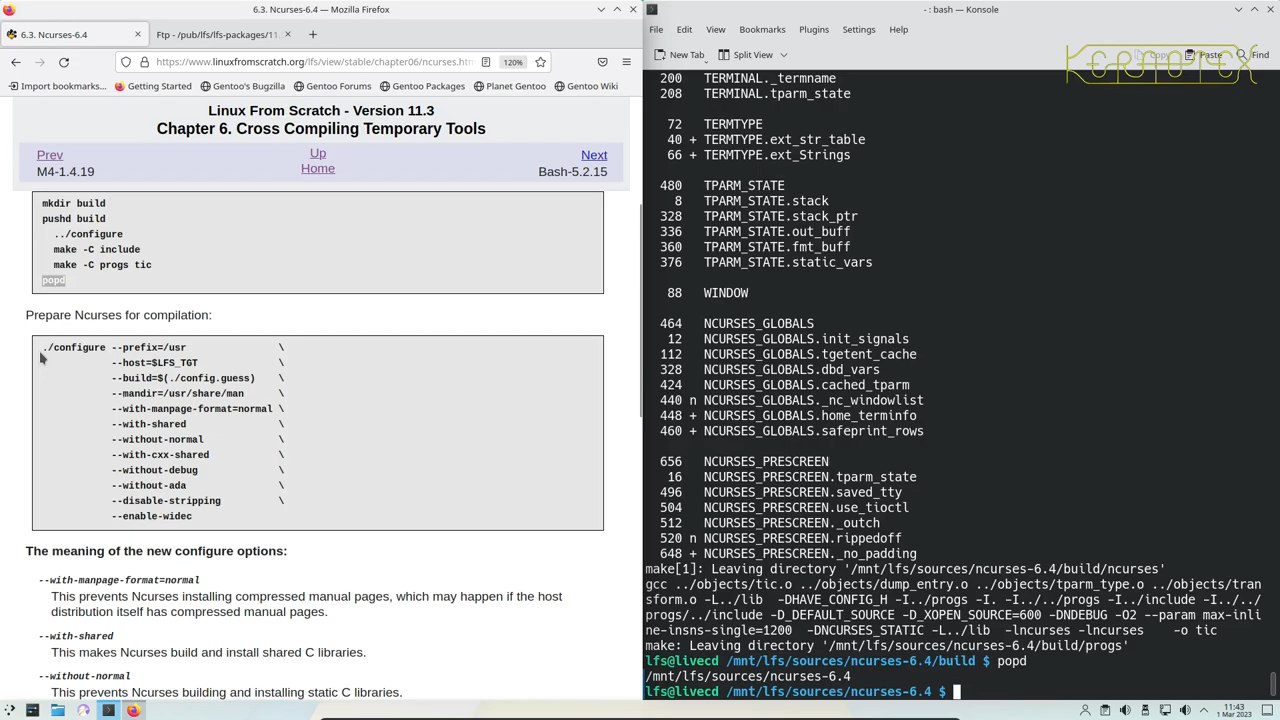 6.3. Ncurses-6.4 — Mozilla Firefox
6.3. Ncurses-6.4
Ftp - /pub/lfs/lfs-packages/11.
https://www.linuxfromscratch.org/lfs/view/stable/chapter06/ncurses.htm
120%
Import bookmarks...
Getting Started
Gentoo's Bugzilla
Gentoo Forums
Gentoo Packages
Planet Gentoo
Gentoo Wiki
Linux From Scratch - Version 11.3
Chapter 6. Cross Compiling Temporary Tools
Prev
Up
Next
M4-1.4.19
Home
Bash-5.2.15
mkdir build
pushd build
../configure
make -C include
make -C progs tic
popd
Prepare Ncurses for compilation:
./configure --prefix=/usr \
--host=$LFS_TGT \
--build=$(./config.guess) \
--mandir=/usr/share/man \
--with-manpage-format=normal \
--with-shared \
--without-normal \
--with-cxx-shared \
--without-debug \
--without-ada \
--disable-stripping \
--enable-widec
The meaning of the new configure options:
--with-manpage-format=normal
This prevents Ncurses installing compressed manual pages, which may happen if the host
distribution itself has compressed manual pages.
--with-shared
This makes Ncurses build and install shared C libraries.
--without-normal
This prevents Ncurses building and installing static C libraries.
- : bash — Konsole
File Edit View Bookmarks Plugins Settings Help
New Tab
Split View
Paste
Find
KERNOTEX
200 TERMINAL._termname
208 TERMINAL.tparm_state
72 TERMTYPE
40 + TERMTYPE.ext_str_table
66 + TERMTYPE.ext_Strings
480 TPARM_STATE
8 TPARM_STATE.stack
328 TPARM_STATE.stack_ptr
336 TPARM_STATE.out_buff
360 TPARM_STATE.fmt_buff
376 TPARM_STATE.static_vars
88 WINDOW
464 NCURSES_GLOBALS
12 NCURSES_GLOBALS.init_signals
112 NCURSES_GLOBALS.tgetent_cache
328 NCURSES_GLOBALS.dbd_vars
424 NCURSES_GLOBALS.cached_tparm
440 n NCURSES_GLOBALS._nc_windowlist
448 + NCURSES_GLOBALS.home_terminfo
460 + NCURSES_GLOBALS.safeprint_rows
656 NCURSES_PRESCREEN
16 NCURSES_PRESCREEN.tparm_state
496 NCURSES_PRESCREEN.saved_tty
504 NCURSES_PRESCREEN.use_tioctl
512 NCURSES_PRESCREEN._outch
520 n NCURSES_PRESCREEN.rippedoff
648 + NCURSES_PRESCREEN._no_padding
make[1]: Leaving directory '/mnt/lfs/sources/ncurses-6.4/build/ncurses'
gcc ../objects/tic.o ../objects/dump_entry.o ../objects/tparm_type.o ../objects/tran
sform.o -L../lib -DHAVE_CONFIG_H -I../progs -I. -I../../progs -I../include -I../../
progs/../include -D_DEFAULT_SOURCE -D_XOPEN_SOURCE=600 -DNDEBUG -O2 --param max-inli
ne-insns-single=1200 -DNCURSES_STATIC -L../lib -lncurses -lncurses -o tic
make: Leaving directory '/mnt/lfs/sources/ncurses-6.4/build/progs'
lfs@livecd /mnt/lfs/sources/ncurses-6.4/build $ popd
/mnt/lfs/sources/ncurses-6.4
lfs@livecd /mnt/lfs/sources/ncurses-6.4 $
11:43
1 Mar 2023